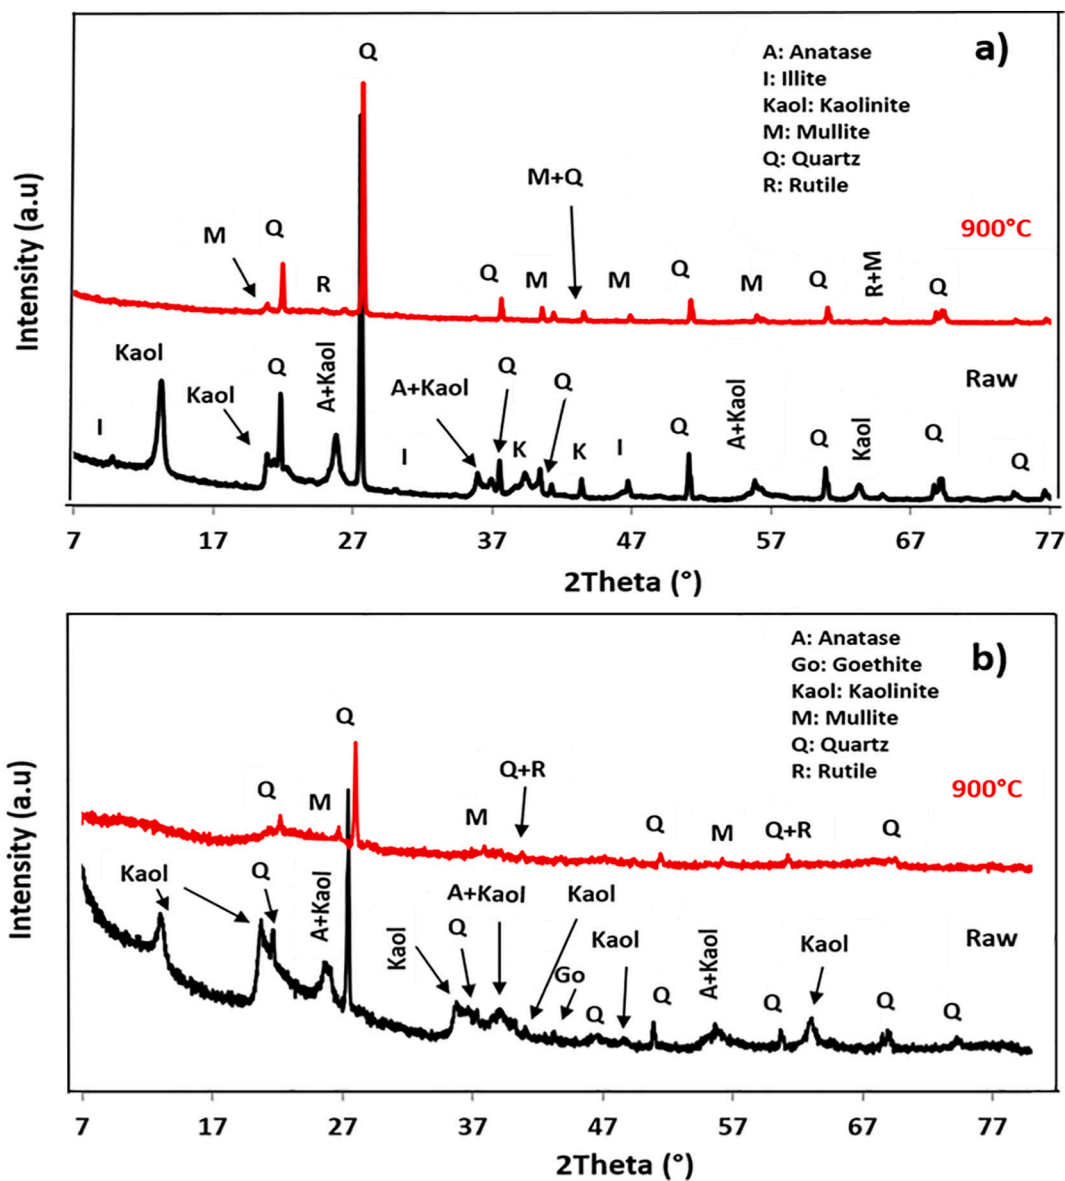 a)
A: Anatase
I: Illite
Kaol: Kaolinite
M: Mullite
Q: Quartz
R: Rutile
900°C
Q
M
Q
R
Q
M
M+Q
M
Q
M
Q
R+M
Q
Raw
I
Kaol
Kaol
Q
A+Kaol
I
A+Kaol
Q
K
Q
K
I
Q
A+Kaol
Q
Kaol
Q
Q
Intensity (a.u)
7 17 27 37 47 57 67 77
2Theta (°)
b)
A: Anatase
Go: Goethite
Kaol: Kaolinite
M: Mullite
Q: Quartz
R: Rutile
900°C
Q
Q
M
M
Q+R
Q
M
Q+R
Q
Raw
Kaol
Q
A+Kaol
Kaol
Q
A+Kaol
Kaol
Go
Q
Kaol
Q
A+Kaol
Q
Kaol
Q
Q
Intensity (a.u)
7 17 27 37 47 57 67 77
2Theta (°)